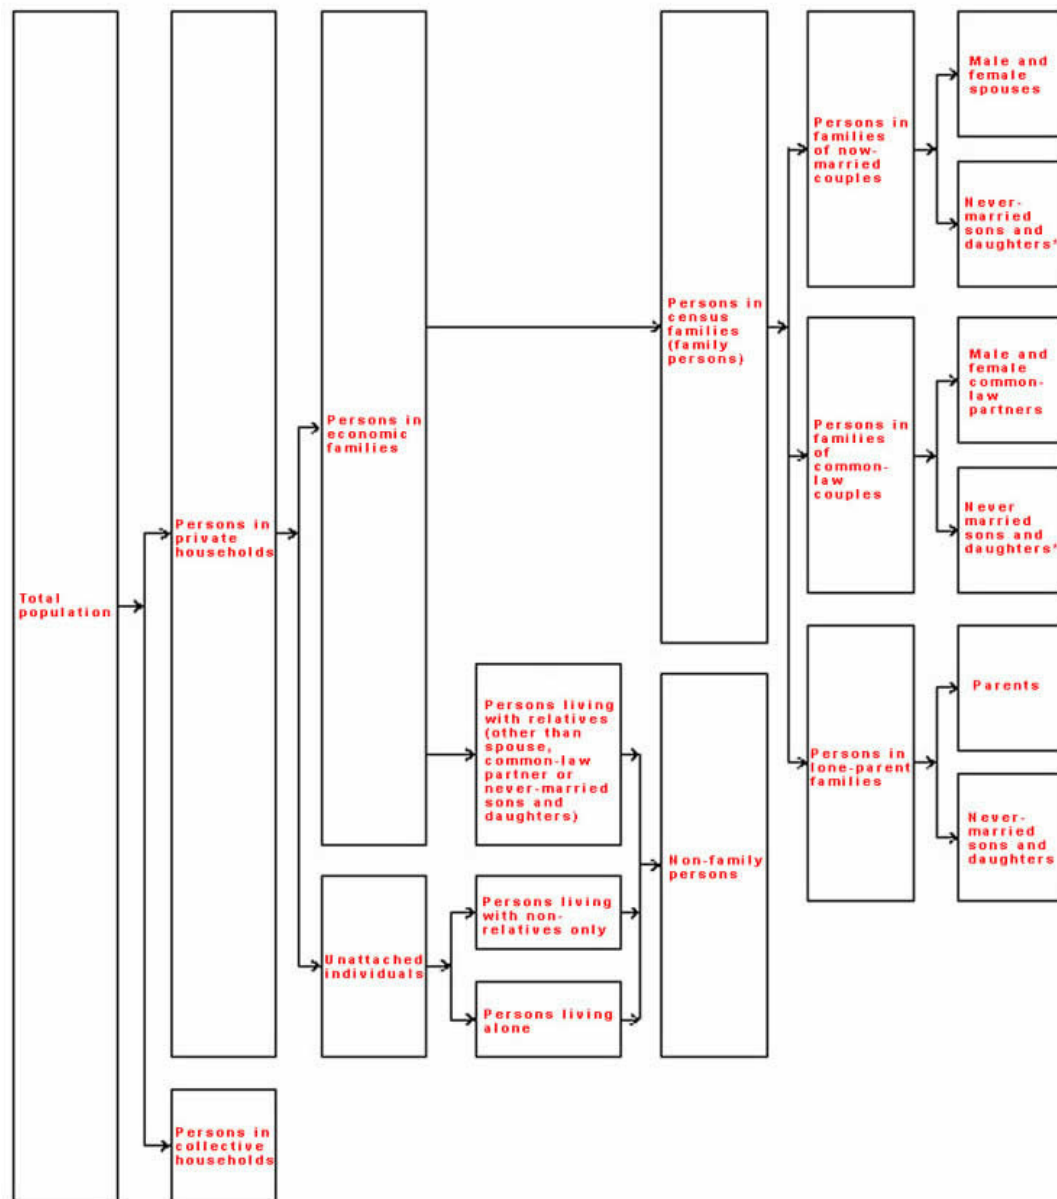 Total
population
Persons in
private
households
Persons in
collective
households
Persons in
economic
families
Unattached
individuals
Persons living
with relatives
(other than
spouse,
common-law
partner or
never-married
sons and
daughters)
Persons living
with non-
relatives only
Persons living
alone
Persons in
census
families
(family
persons)
Non-family
persons
Persons in
families
of now-
married
couples
Persons in
families
of
common-
law
couples
Persons in
lone-parent
families
Male and
female
spouses
Never-
married
sons and
daughters*
Male and
female
common-
law
partners
Never
married
sons and
daughters*
Parents
Never-
married
sons and
daughters